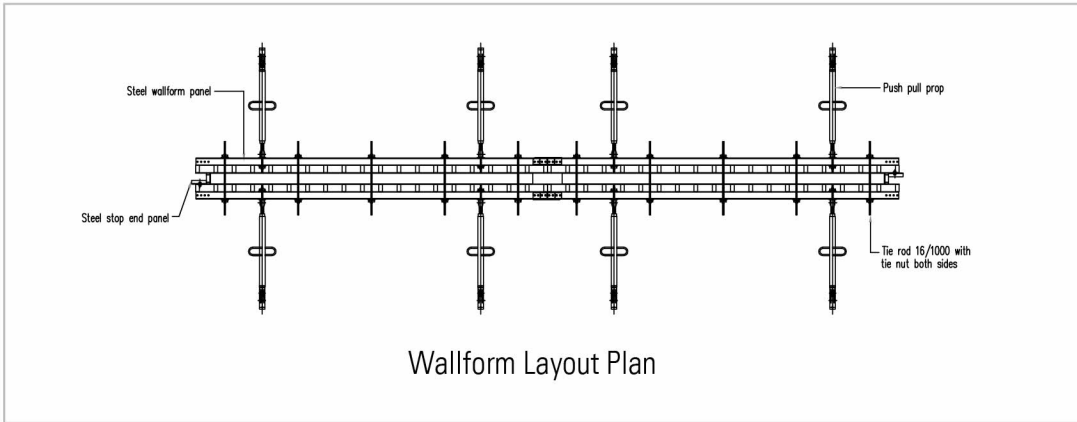 Steel wallform panel
Push pull prop
Steel stop end panel
Tie rod 16/1000 with
tie nut both sides
Wallform Layout Plan